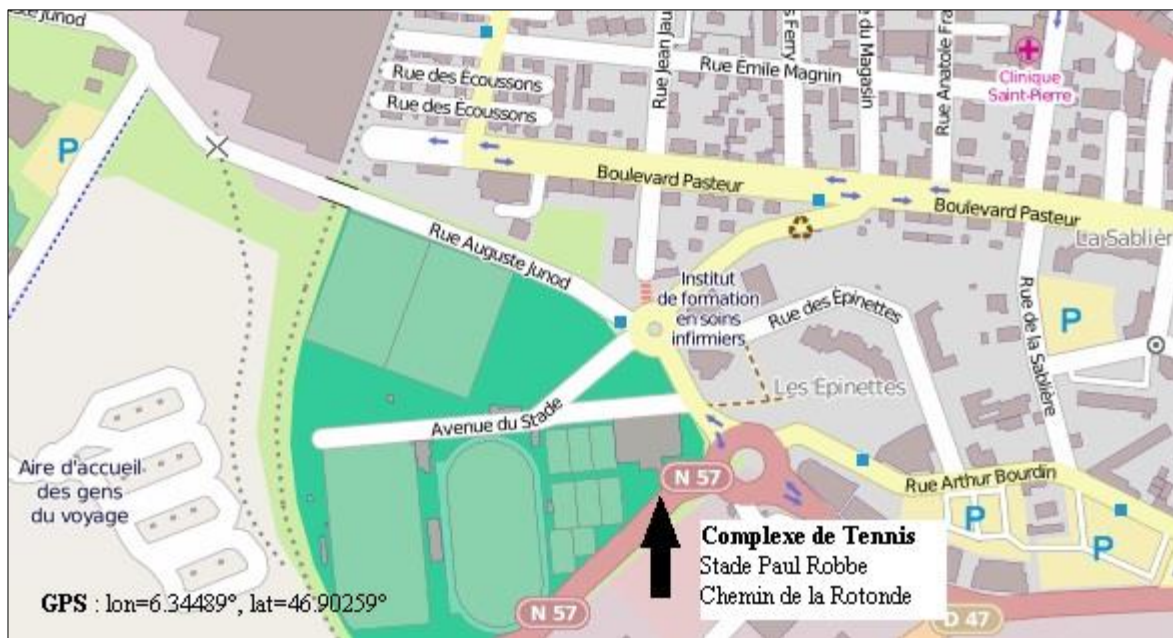 ste Junod
Rue des Écoussons
Rue des Écoussons
Rue Jean Jau
s Ferry
e du Magasin
Rue Anatole Fra
Rue Emile Magnin
Clinique
Saint-Pierre
P
Boulevard Pasteur
Boulevard Pasteur
La Sablièr
Rue Auguste Junod
Institut
de formation
en soins
infirmiers
Rue des Épinettes
P
Rue de la Sablière
Les Épinettes
Avenue du Stade
Aire d'accueil
des gens
du voyage
N 57
Rue Arthur Bourdin
P
P
Complexe de Tennis
Stade Paul Robbe
Chemin de la Rotonde
GPS : lon=6.34489°, lat=46.90259°
N 57
D 47